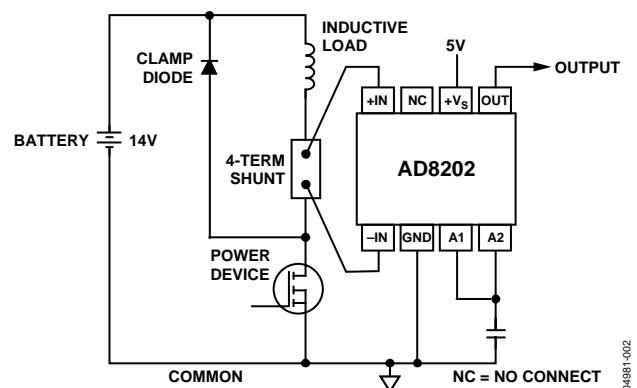 INDUCTIVE
LOAD
CLAMP
DIODE
5V
OUTPUT
+IN
NC
+VS
OUT
BATTERY
14V
4-TERM
SHUNT
AD8202
−IN
GND
A1
A2
POWER
DEVICE
COMMON
NC = NO CONNECT
04981-002